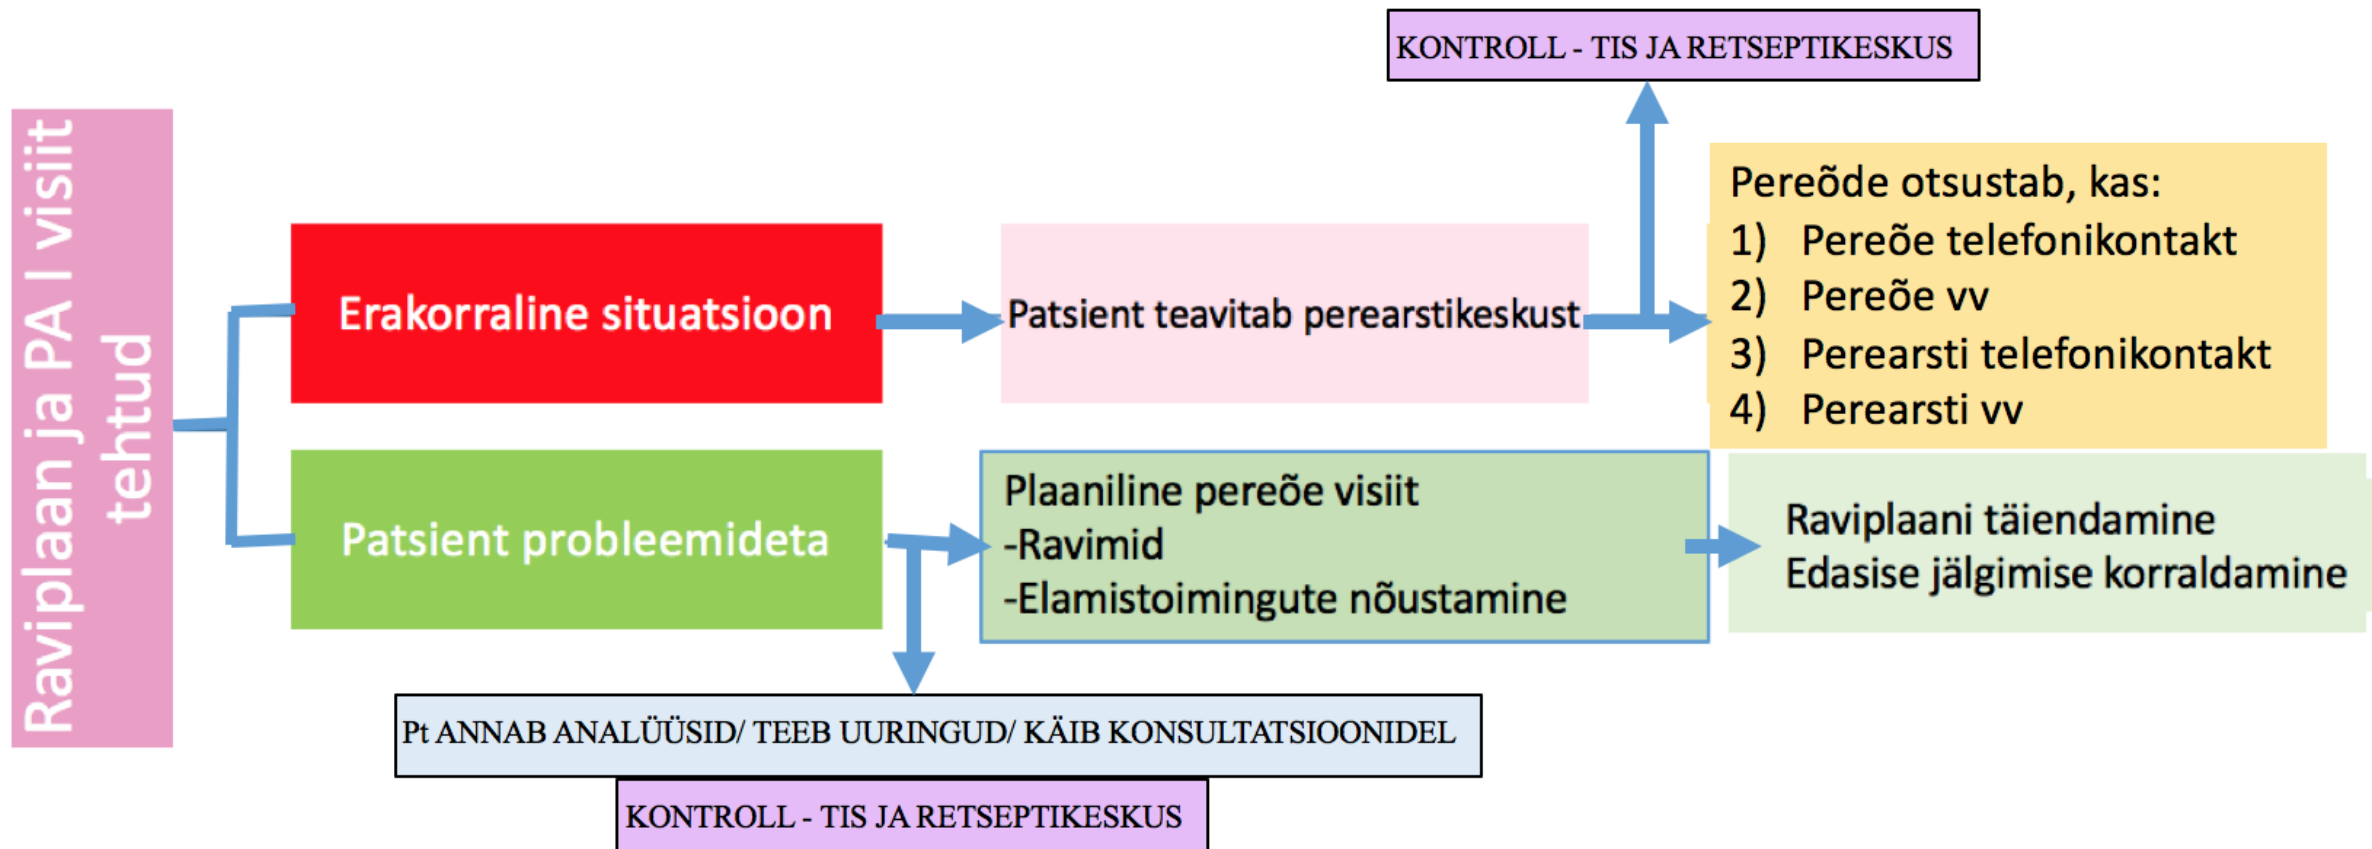 KONTROLL - TIS JA RETSEPTIKESKUS
Raviplaan ja PA I visiit
tehtud
Erakorraline situatsioon
Patsient teavitab perearstikeskust
Pereõde otsustab, kas:
1) Pereõe telefonikontakt
2) Pereõe vv
3) Perearsti telefonikontakt
4) Perearsti vv
Patsient probleemideta
Plaaniline pereõe visiit
-Ravimid
-Elamistoimingute nõustamine
Raviplaani täiendamine
Edasise jälgimise korraldamine
Pt ANNAB ANALÜÜSID/ TEEB UURINGUD/ KÄIB KONSULTATSIOONIDEL
KONTROLL - TIS JA RETSEPTIKESKUS